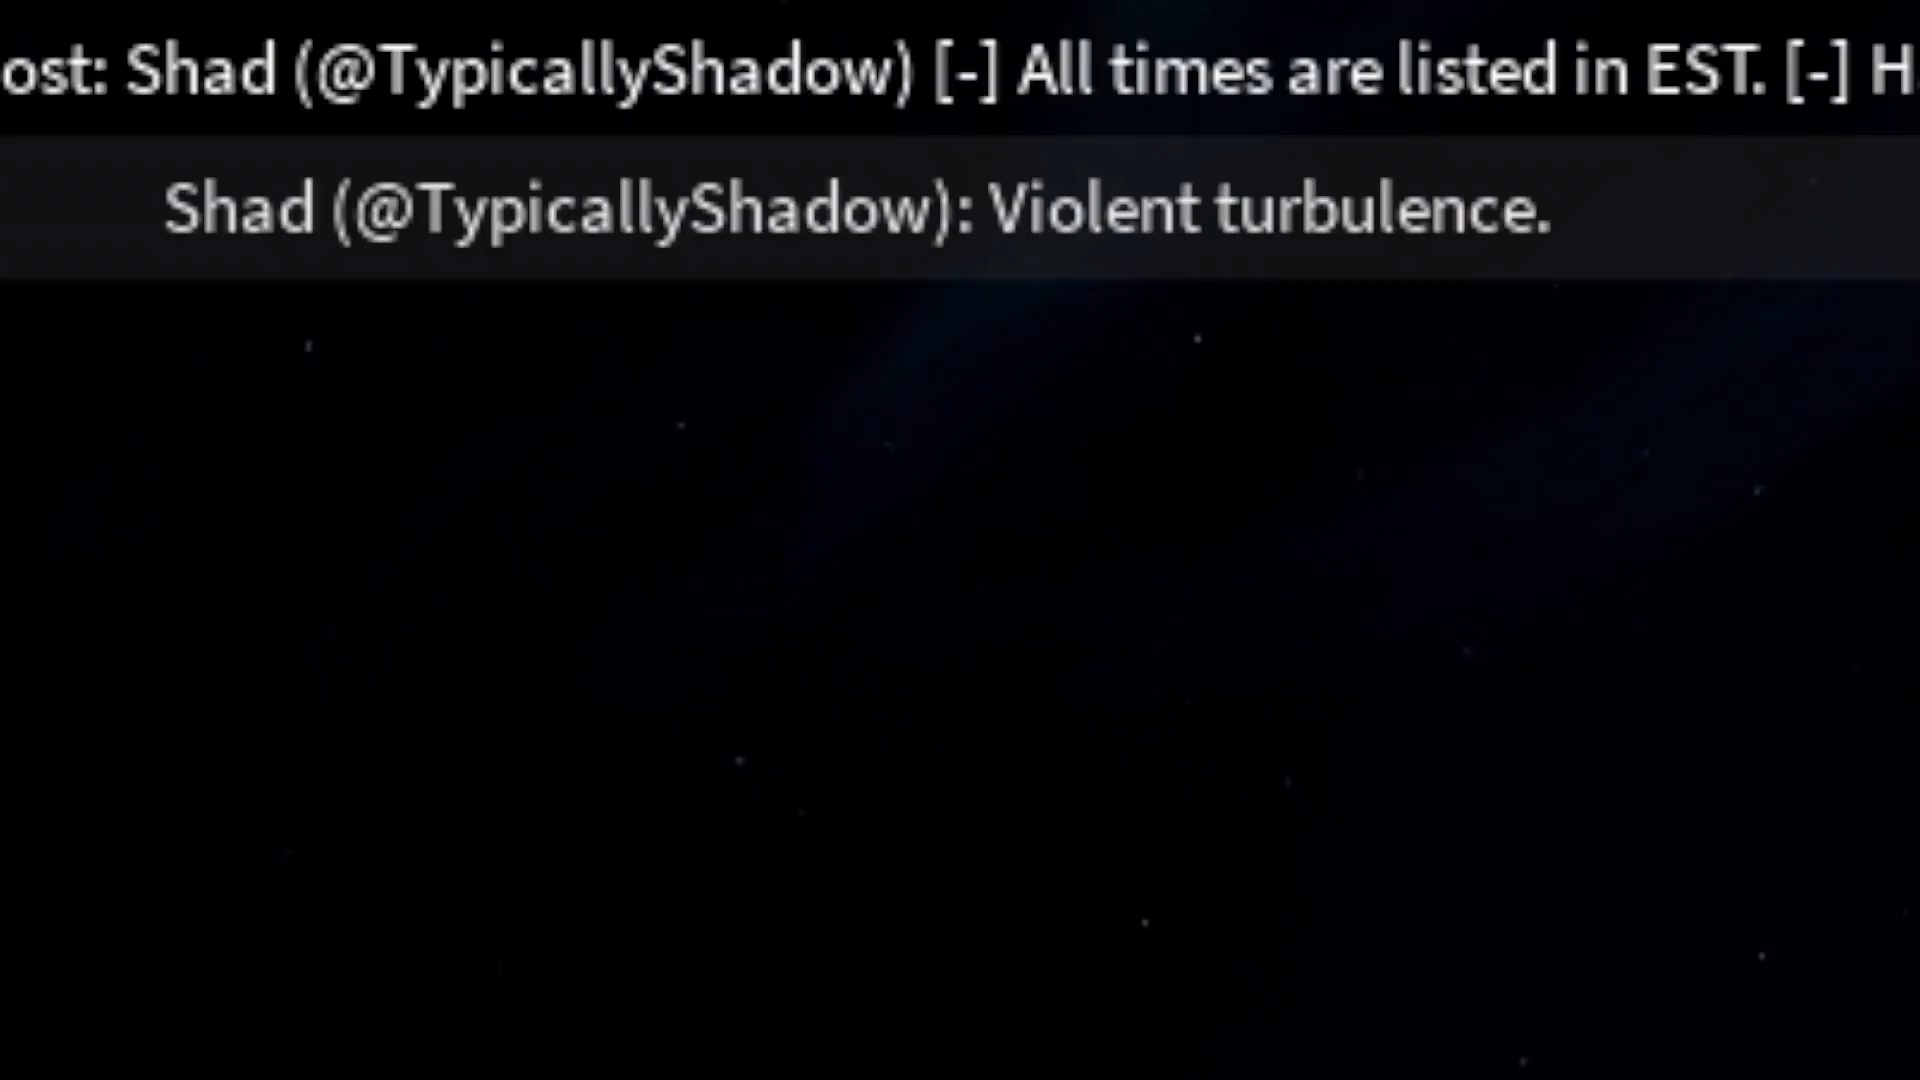 ost: Shad (@TypicallyShadow) [-] All times are listed in EST. [-] H
Shad (@TypicallyShadow): Violent turbulence.